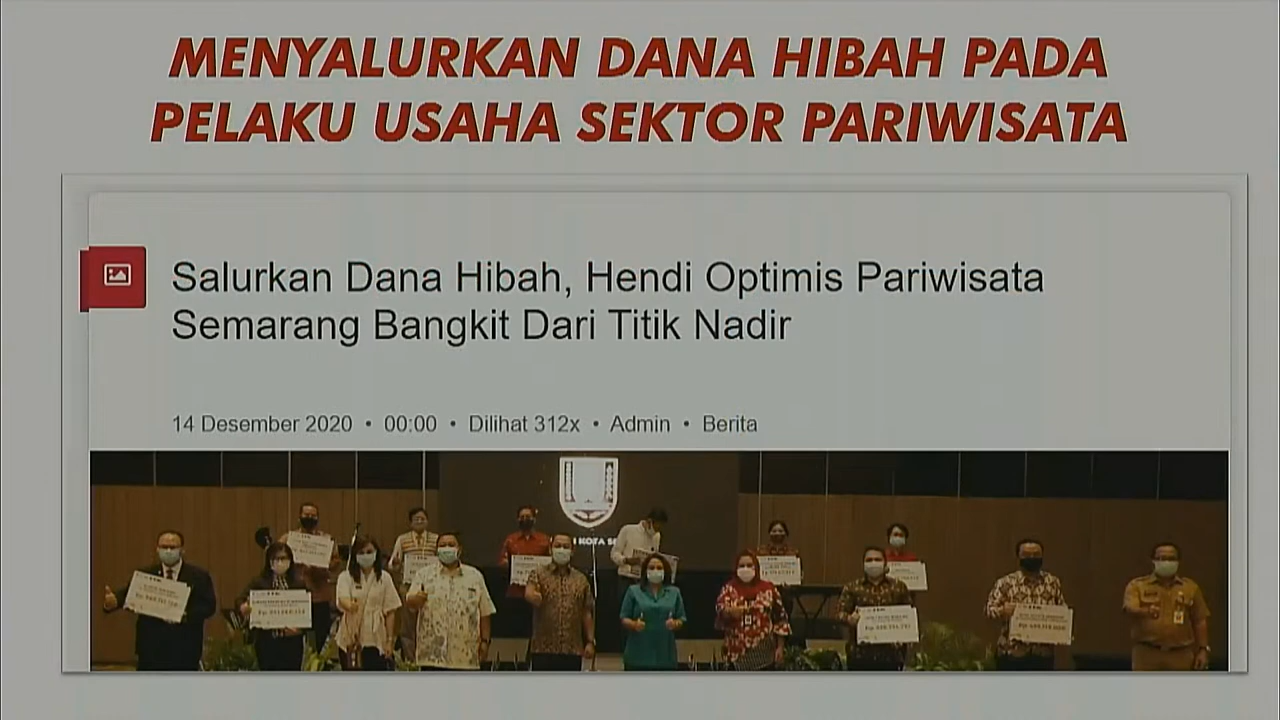 MENYALURKAN DANA HIBAH PADA
PELAKU USAHA SEKTOR PARIWISATA
Salurkan Dana Hibah, Hendi Optimis Pariwisata
Semarang Bangkit Dari Titik Nadir
14 Desember 2020 • 00:00 • Dilihat 312x • Admin • Berita
KOTA